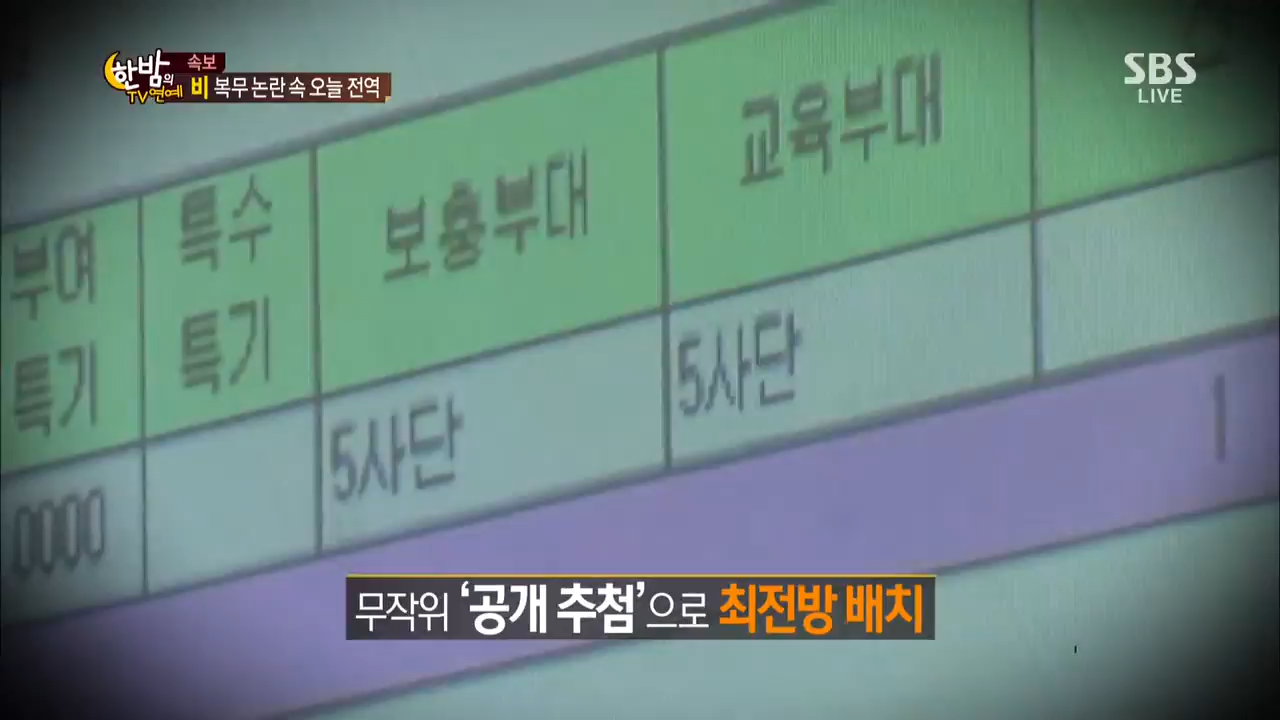 한밤의
TV연예
속보
비 복무 논란 속 오늘 전역
SBS
LIVE
부여
특기
특수
특기
보충부대
교육부대
0000
5사단
5사단
1
무작위 '공개 추첨'으로 최전방 배치